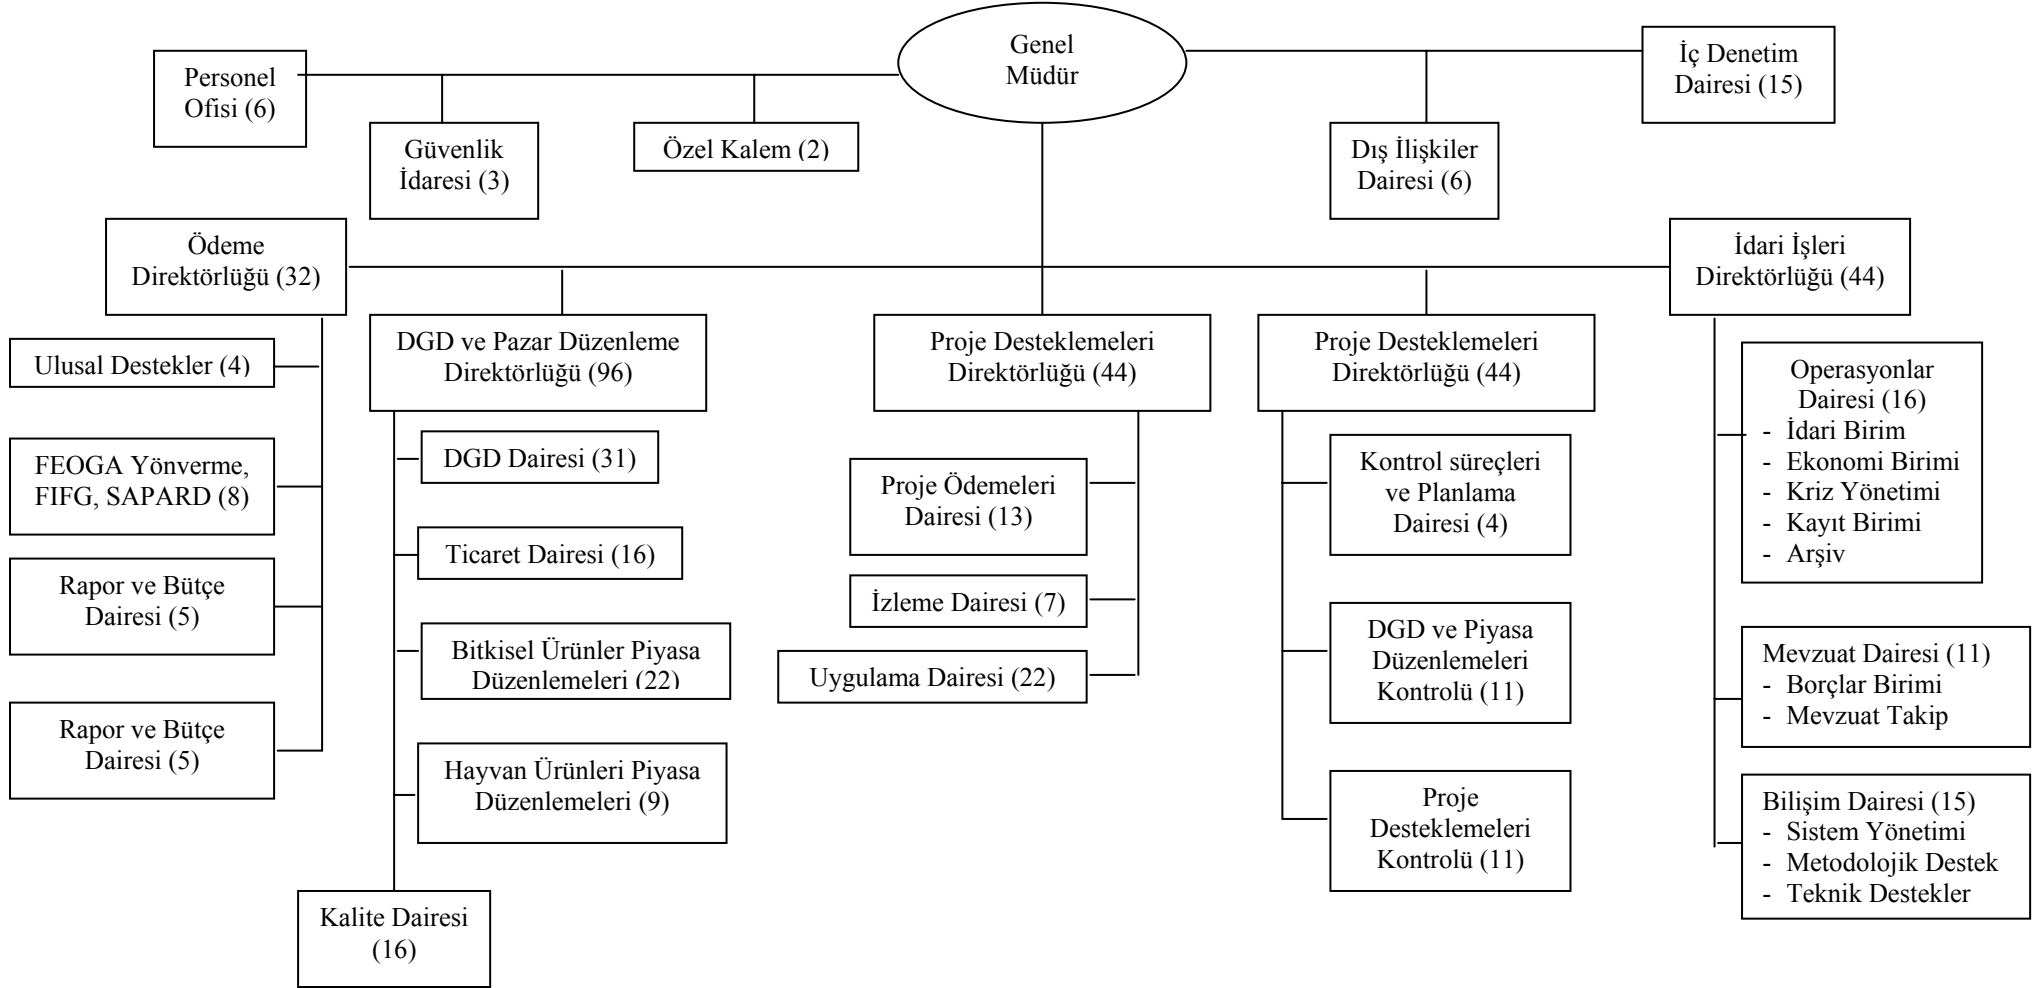 Genel
Müdür
Personel
Ofisi (6)
Güvenlik
İdaresi (3)
Özel Kalem (2)
Dış İlişkiler
Dairesi (6)
İç Denetim
Dairesi (15)
Ödeme
Direktörlüğü (32)
İdari İşleri
Direktörlüğü (44)
DGD ve Pazar Düzenleme
Direktörlüğü (96)
Proje Desteklemeleri
Direktörlüğü (44)
Proje Desteklemeleri
Direktörlüğü (44)
Ulusal Destekler (4)
FEOGA Yönverme,
FIFG, SAPARD (8)
Rapor ve Bütçe
Dairesi (5)
Rapor ve Bütçe
Dairesi (5)
DGD Dairesi (31)
Ticaret Dairesi (16)
Bitkisel Ürünler Piyasa
Düzenlemeleri (22)
Hayvan Ürünleri Piyasa
Düzenlemeleri (9)
Kalite Dairesi
(16)
Proje Ödemeleri
Dairesi (13)
İzleme Dairesi (7)
Uygulama Dairesi (22)
Kontrol süreçleri
ve Planlama
Dairesi (4)
DGD ve Piyasa
Düzenlemeleri
Kontrolü (11)
Proje
Desteklemeleri
Kontrolü (11)
Operasyonlar
Dairesi (16)
- İdari Birim
- Ekonomi Birimi
- Kriz Yönetimi
- Kayıt Birimi
- Arşiv
Mevzuat Dairesi (11)
- Borçlar Birimi
- Mevzuat Takip
Bilişim Dairesi (15)
- Sistem Yönetimi
- Metodolojik Destek
- Teknik Destekler